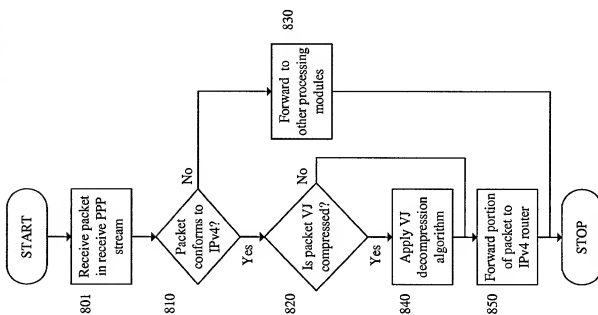 START
801
Receive packet
in receive PPP
stream
810
Packet
conforms to
IPv4?
No
Yes
830
Forward to
other processing
modules
820
Is packet VJ
compressed?
No
Yes
840
Apply VJ
decompression
algorithm
850
Forward portion
of packet to
IPv4 router
STOP